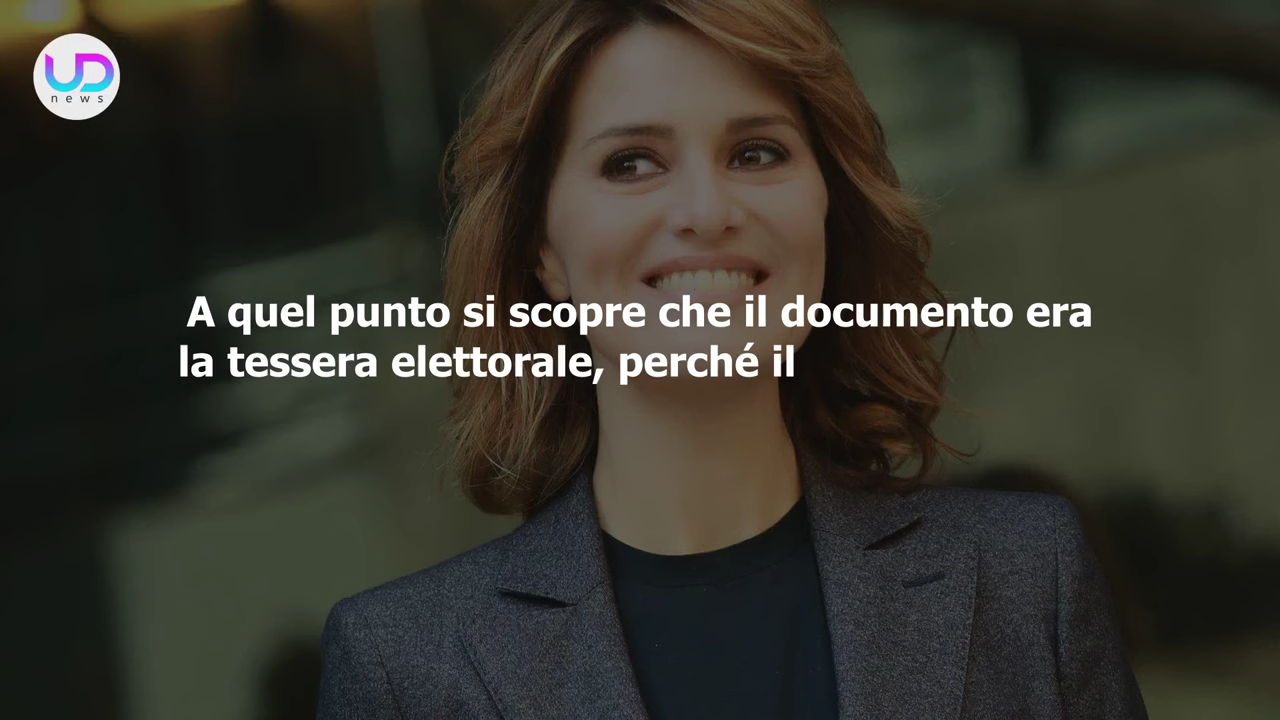 UD
news
A quel punto si scopre che il documento era
la tessera elettorale, perché il